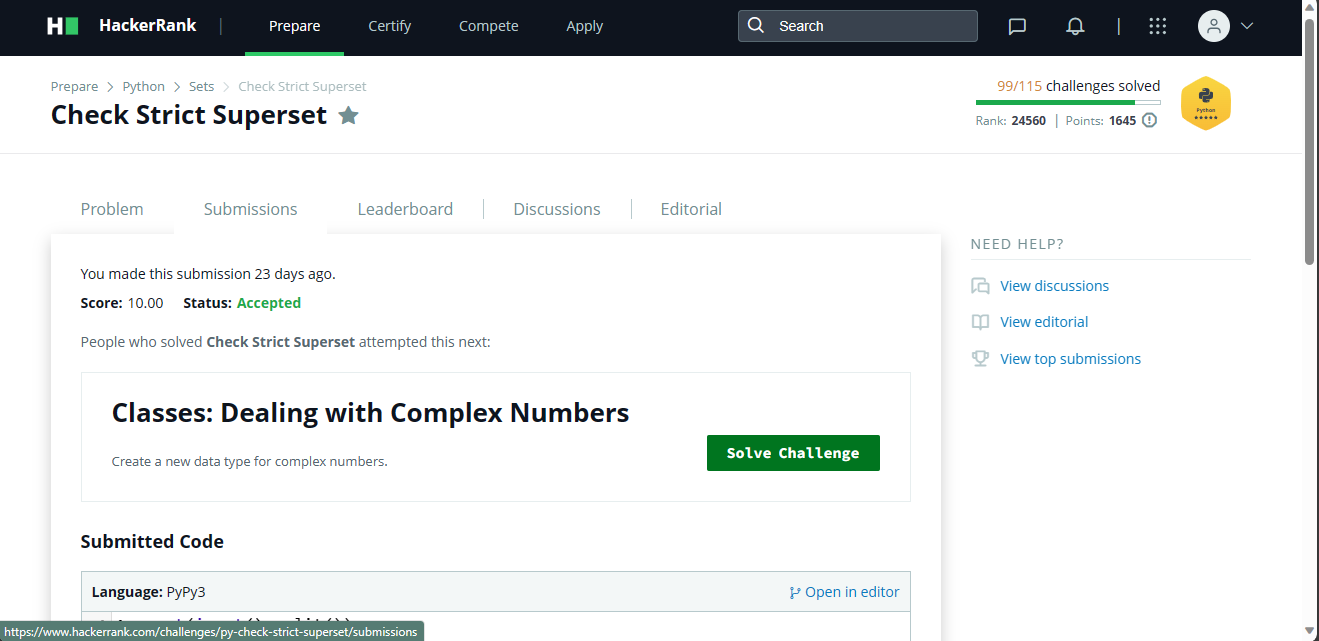 H HackerRank | Prepare Certify Compete Apply Search |
Prepare > Python > Sets > Check Strict Superset
Check Strict Superset
99/115 challenges solved
Rank: 24560 | Points: 1645
Python
Problem Submissions Leaderboard Discussions Editorial
You made this submission 23 days ago.
Score: 10.00 Status: Accepted
People who solved Check Strict Superset attempted this next:
Classes: Dealing with Complex Numbers
Create a new data type for complex numbers.
Solve Challenge
NEED HELP?
View discussions
View editorial
View top submissions
Submitted Code
Language: PyPy3 Open in editor
https://www.hackerrank.com/challenges/py-check-strict-superset/submissions